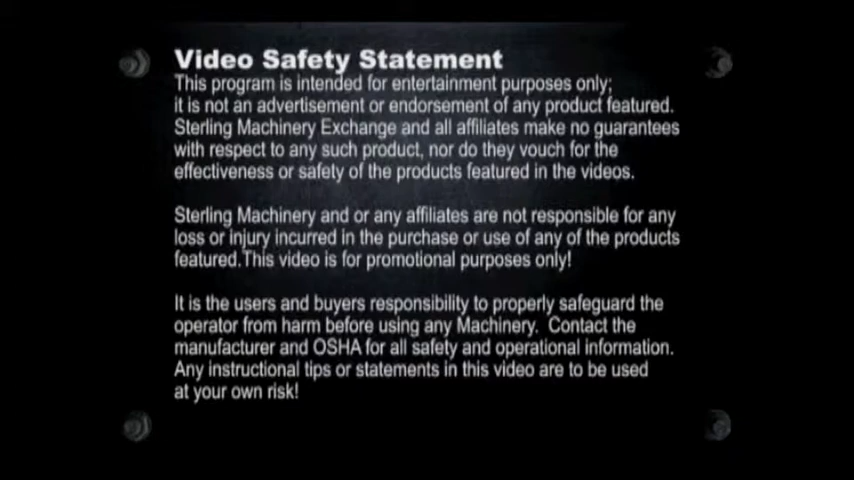 Video Safety Statement
This program is intended for entertainment purposes only;
it is not an advertisement or endorsement of any product featured.
Sterling Machinery Exchange and all affiliates make no guarantees
with respect to any such product, nor do they vouch for the
effectiveness or safety of the products featured in the videos.
Sterling Machinery and or any affiliates are not responsible for any
loss or injury incurred in the purchase or use of any of the products
featured.This video is for promotional purposes only!
It is the users and buyers responsibility to properly safeguard the
operator from harm before using any Machinery. Contact the
manufacturer and OSHA for all safety and operational information.
Any instructional tips or statements in this video are to be used
at your own risk!